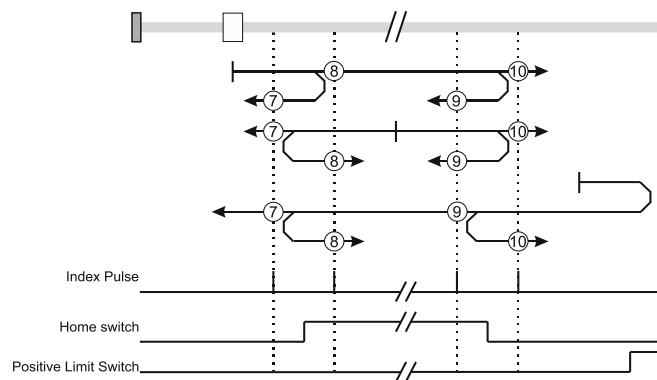 8 10
7 9
7 10
8 9
7 9
8 10
Index Pulse
Home switch
Positive Limit Switch